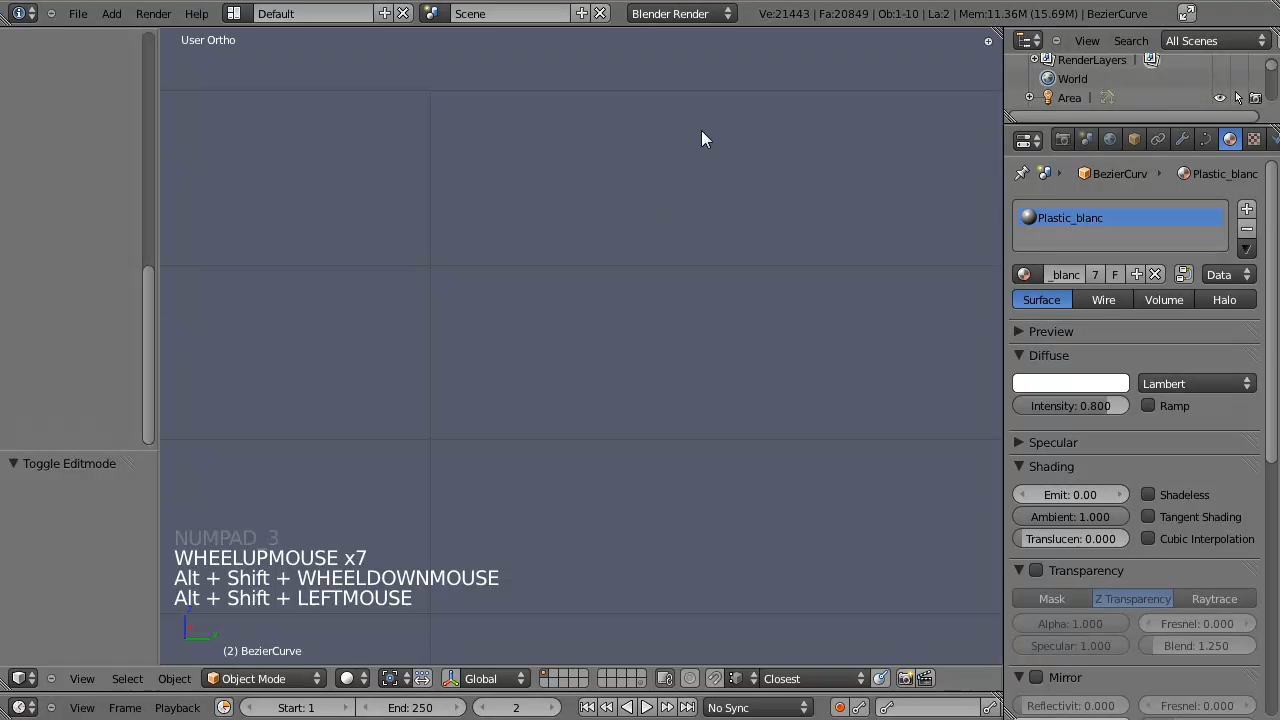 File Add Render Help Default Scene Blender Render Ve:21443 | Fa:20849 | Ob:1-10 | La:2 | Mem:11.36M (15.69M) | BezierCurve
User Ortho
View Search All Scenes
RenderLayers |
World
Area |
BezierCurv Plastic_blanc
Plastic_blanc
_blanc 7 F Data
Surface Wire Volume Halo
Preview
Diffuse
Lambert
Intensity: 0.800 Ramp
Specular
Toggle Editmode
Shading
Emit: 0.00 Shadeless
Ambient: 1.000 Tangent Shading
Translucen: 0.000 Cubic Interpolation
NUMPAD 3
WHEELUPMOUSE x7
Alt + Shift + WHEELDOWNMOUSE
Alt + Shift + LEFTMOUSE
Transparency
Mask Z Transparency Raytrace
Alpha: 1.000 Fresnel: 0.000
Specular: 1.000 Blend: 1.250
(2) BezierCurve
Mirror
View Select Object Object Mode Global Closest
Reflectivity: 0.000 Fresnel: 0.000
View Frame Playback Start: 1 End: 250 2 No Sync